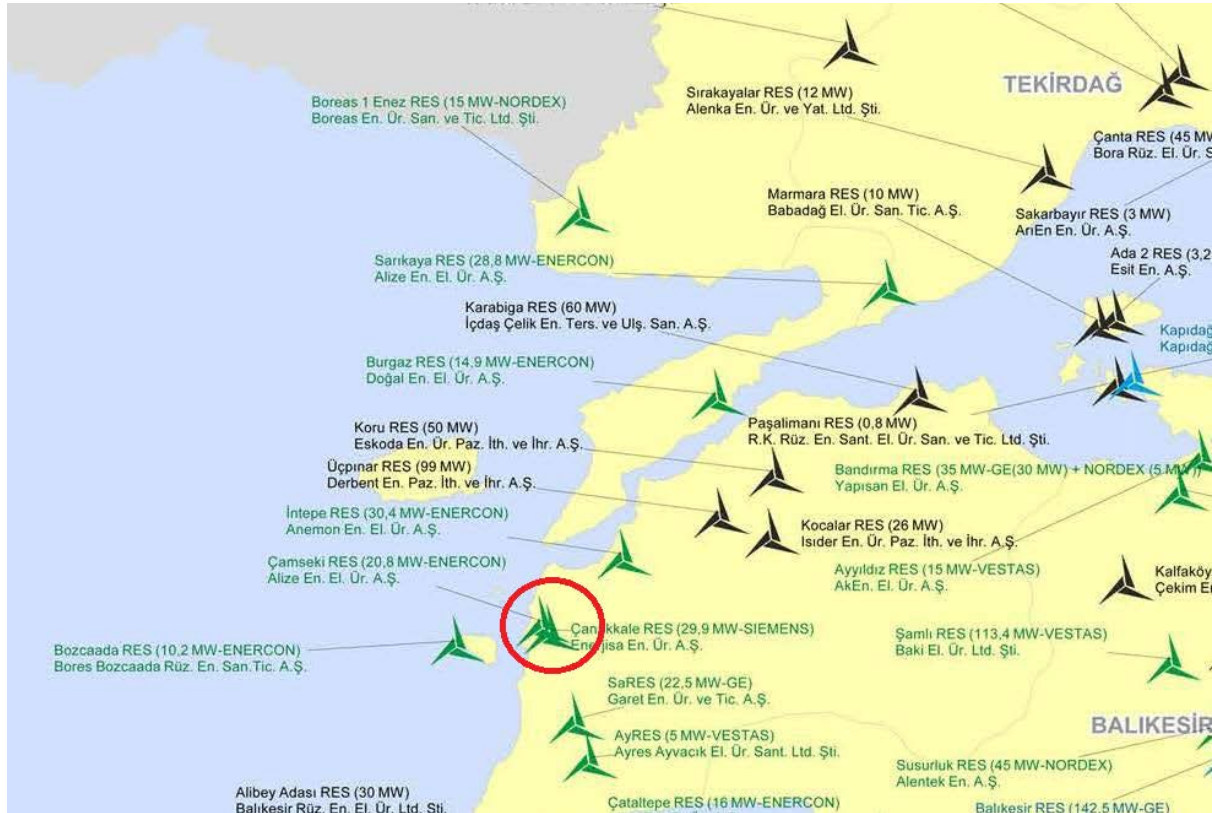 Sırakayalar RES (12 MW)
Alenka En. Ür. ve Yat. Ltd. Şti.
TEKİRDAĞ
Boreas 1 Enez RES (15 MW-NORDEX)
Boreas En. Ür. San. ve Tic. Ltd. Şti.
Çanta RES (45 MW
Bora Rüz. El. Ür. S
Marmara RES (10 MW)
Babadağ El. Ür. San. Tic. A.Ş.
Sakarbayır RES (3 MW)
ArıEn En. Ür. A.Ş.
Ada 2 RES (3,2
Esit En. A.Ş.
Sarıkaya RES (28,8 MW-ENERCON)
Alize En. El. Ür. A.Ş.
Karabiga RES (60 MW)
İçdaş Çelik En. Ters. ve Ulş. San. A.Ş.
Kapıdağ
Kapıdağ
Burgaz RES (14,9 MW-ENERCON)
Doğal En. El. Ür. A.Ş.
Koru RES (50 MW)
Eskoda En. Ür. Paz. İth. ve İhr. A.Ş.
Paşalimanı RES (0,8 MW)
R.K. Rüz. En. Sant. El. Ür. San. ve Tic. Ltd. Şti.
Üçpınar RES (99 MW)
Derbent En. Paz. İth. ve İhr. A.Ş.
Bandırma RES (35 MW-GE(30 MW) + NORDEX (5 MW))
Yapısan El. Ür. A.Ş.
İntepe RES (30,4 MW-ENERCON)
Anemon En. El. Ür. A.Ş.
Kocalar RES (26 MW)
Isıder En. Ür. Paz. İth. ve İhr. A.Ş.
Çamseki RES (20,8 MW-ENERCON)
Alize En. El. Ür. A.Ş.
Ayyıldız RES (15 MW-VESTAS)
AkEn. El. Ür. A.Ş.
Kalfaköy
Çekim En
Çanakkale RES (29,9 MW-SIEMENS)
Enerjisa En. Ür. A.Ş.
Şamlı RES (113,4 MW-VESTAS)
Baki El. Ür. Ltd. Şti.
Bozcaada RES (10,2 MW-ENERCON)
Bores Bozcaada Rüz. En. San.Tic. A.Ş.
SaRES (22,5 MW-GE)
Garet En. Ür. ve Tic. A.Ş.
BALIKESİR
AyRES (5 MW-VESTAS)
Ayres Ayvacık El. Ür. Sant. Ltd. Şti.
Susurluk RES (45 MW-NORDEX)
Alentek En. A.Ş.
Alibey Adası RES (30 MW)
Balıkesir Rüz. En. El. Ür. Ltd. Şti.
Çataltepe RES (16 MW-ENERCON)
Balıkesir RES (142,5 MW-GE)